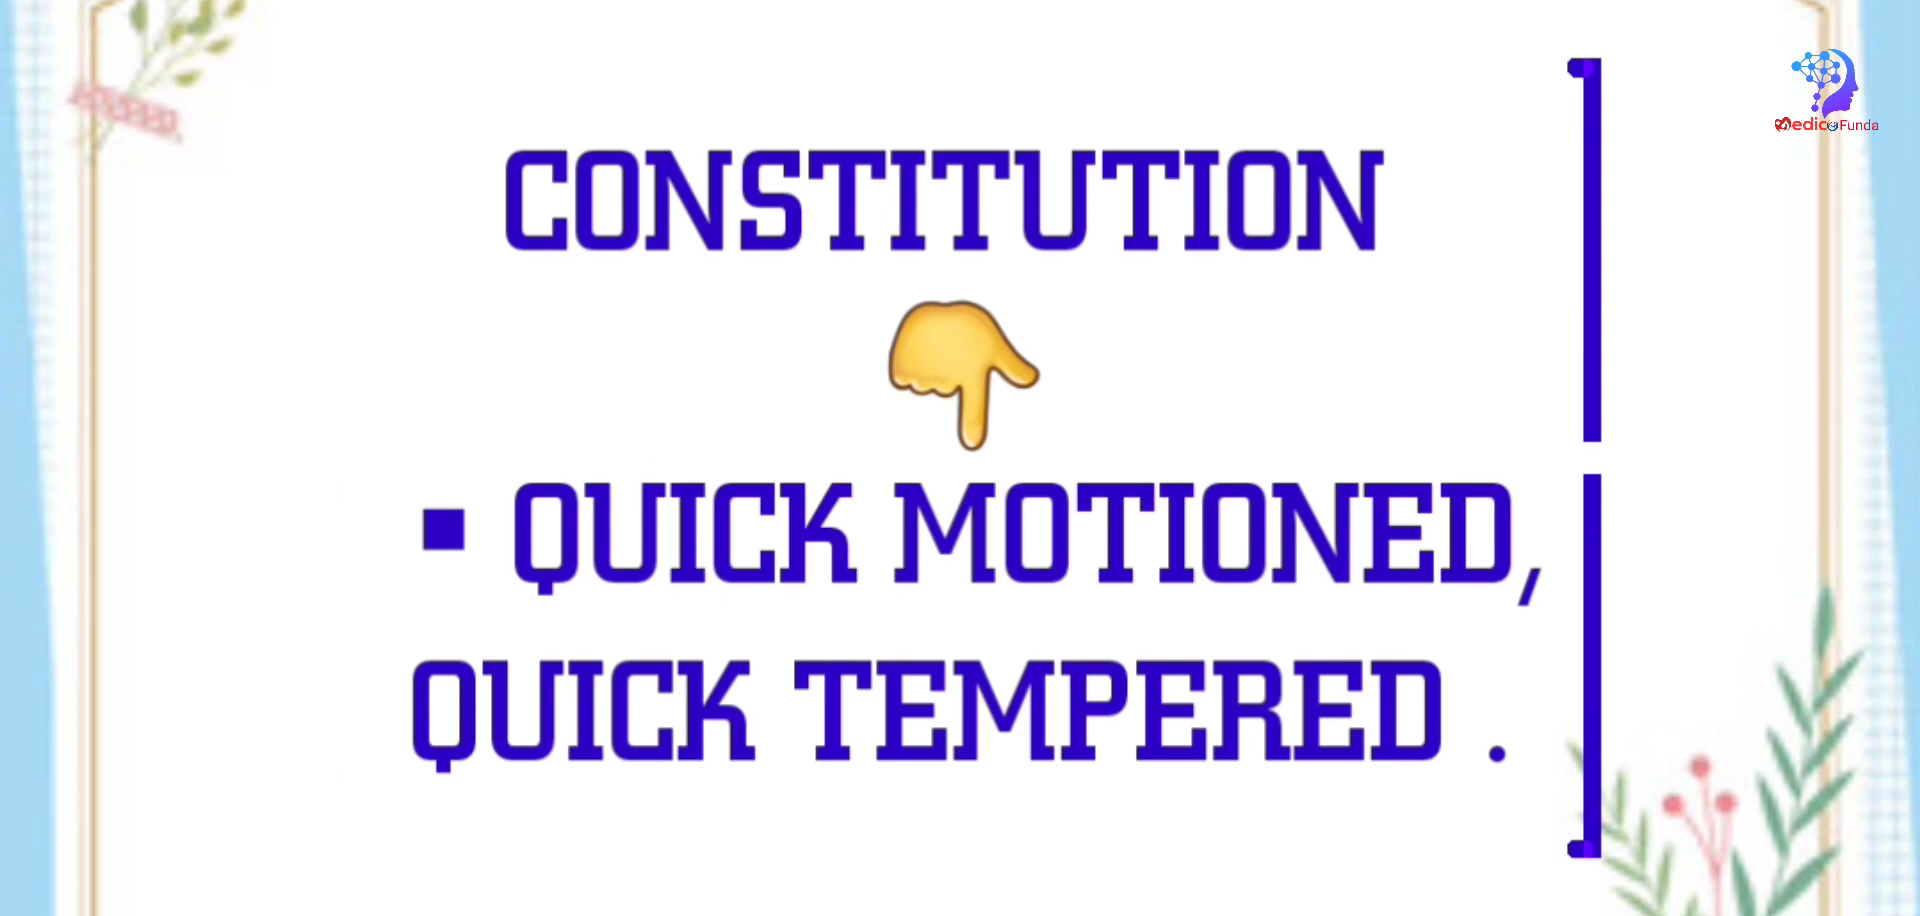 CONSTITUTION
▪ QUICK MOTIONED,
QUICK TEMPERED .
MedicoFunda